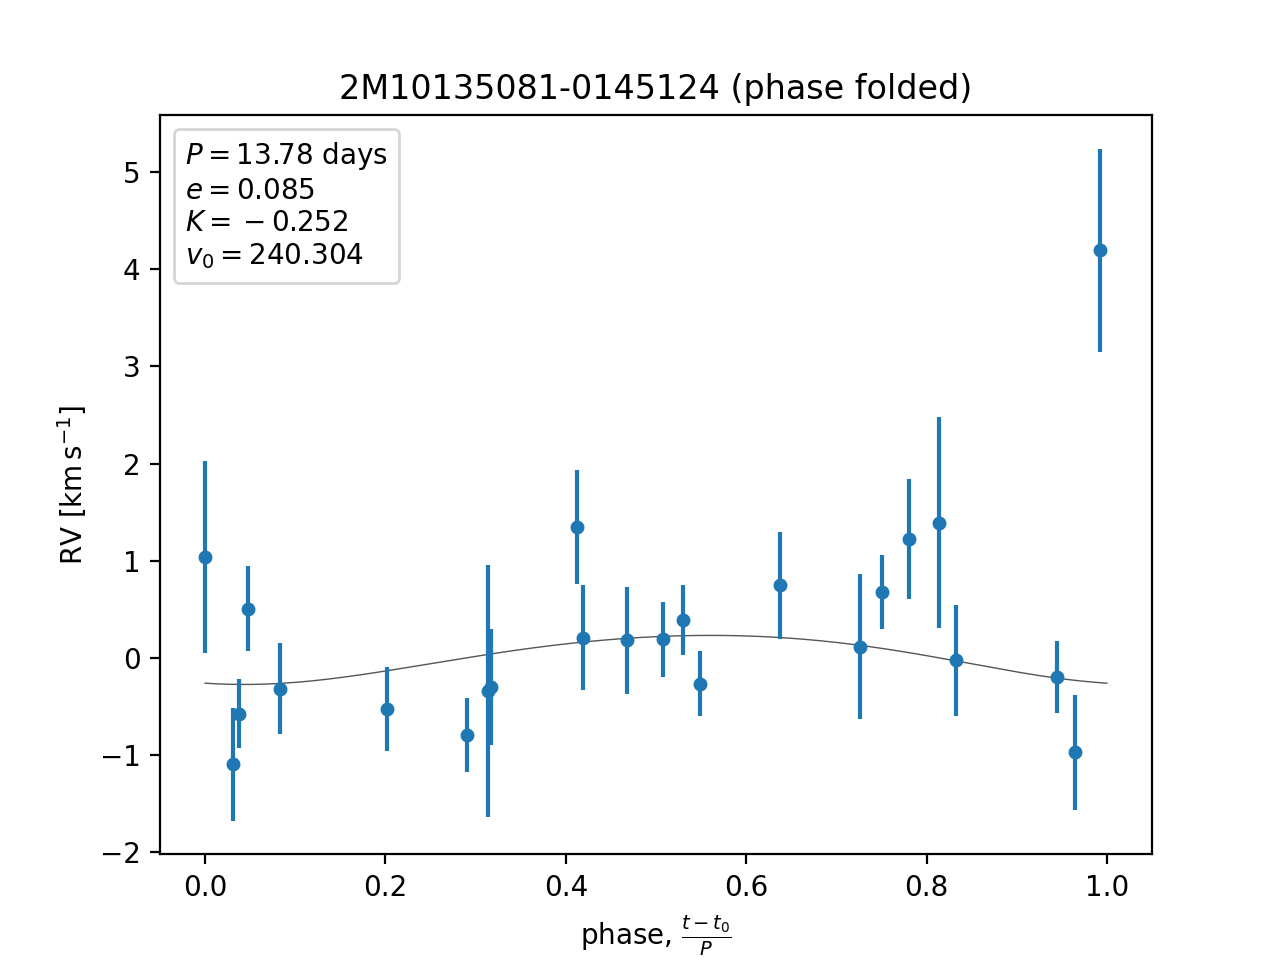 2M10135081-0145124 (phase folded)
P = 13.78 days
e = 0.085
K = −0.252
v₀ = 240.304
5
4
3
2
1
0
−1
−2
RV [km s⁻¹]
0.0 0.2 0.4 0.6 0.8 1.0
phase, (t − t₀)/P